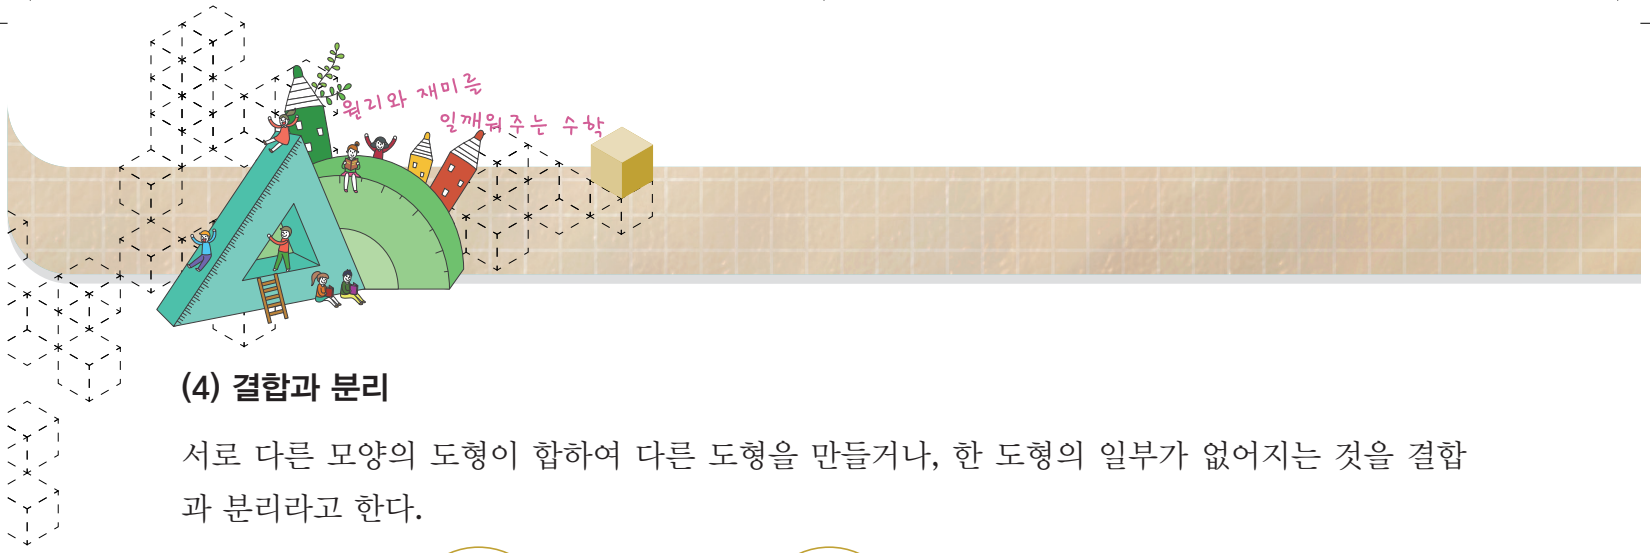 원리와 재미를
일깨워주는 수학
(4) 결합과 분리
서로 다른 모양의 도형이 합하여 다른 도형을 만들거나, 한 도형의 일부가 없어지는 것을 결합
과 분리라고 한다.